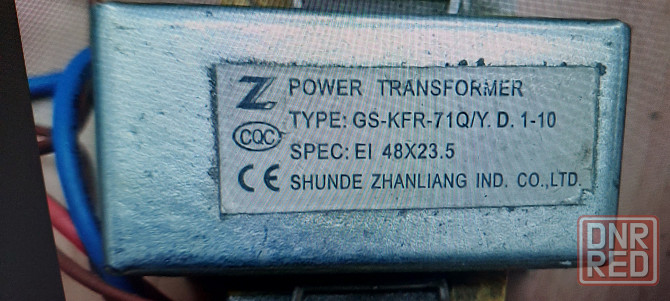 Z POWER TRANSFORMER
TYPE: GS-KFR-71Q/Y. D. 1-10
CQC
SPEC: EI 48X23.5
CE SHUNDE ZHANLIANG IND. CO.,LTD.
DNR
RED